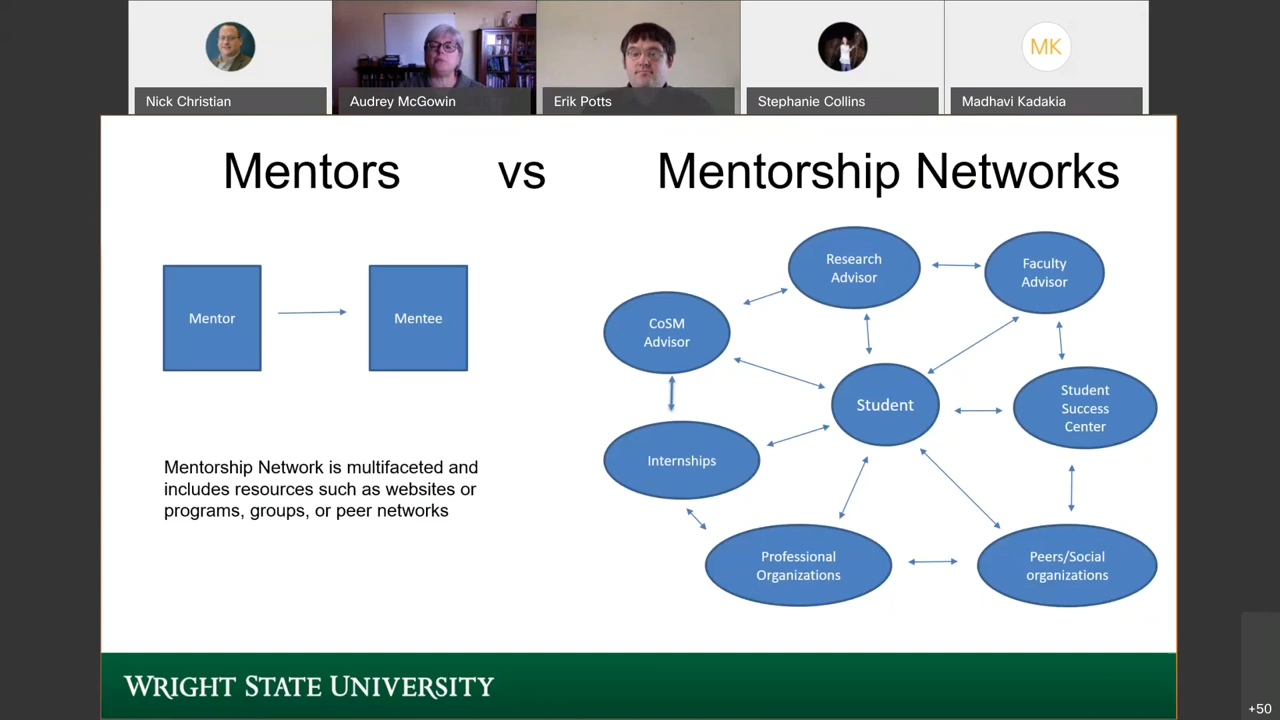 MK
Nick Christian
Audrey McGowin
Erik Potts
Stephanie Collins
Madhavi Kadakia
Mentors vs Mentorship Networks
Mentor
Mentee
Mentorship Network is multifaceted and
includes resources such as websites or
programs, groups, or peer networks
Research
Advisor
Faculty
Advisor
CoSM
Advisor
Student
Student
Success
Center
Internships
Professional
Organizations
Peers/Social
organizations
WRIGHT STATE UNIVERSITY
+50